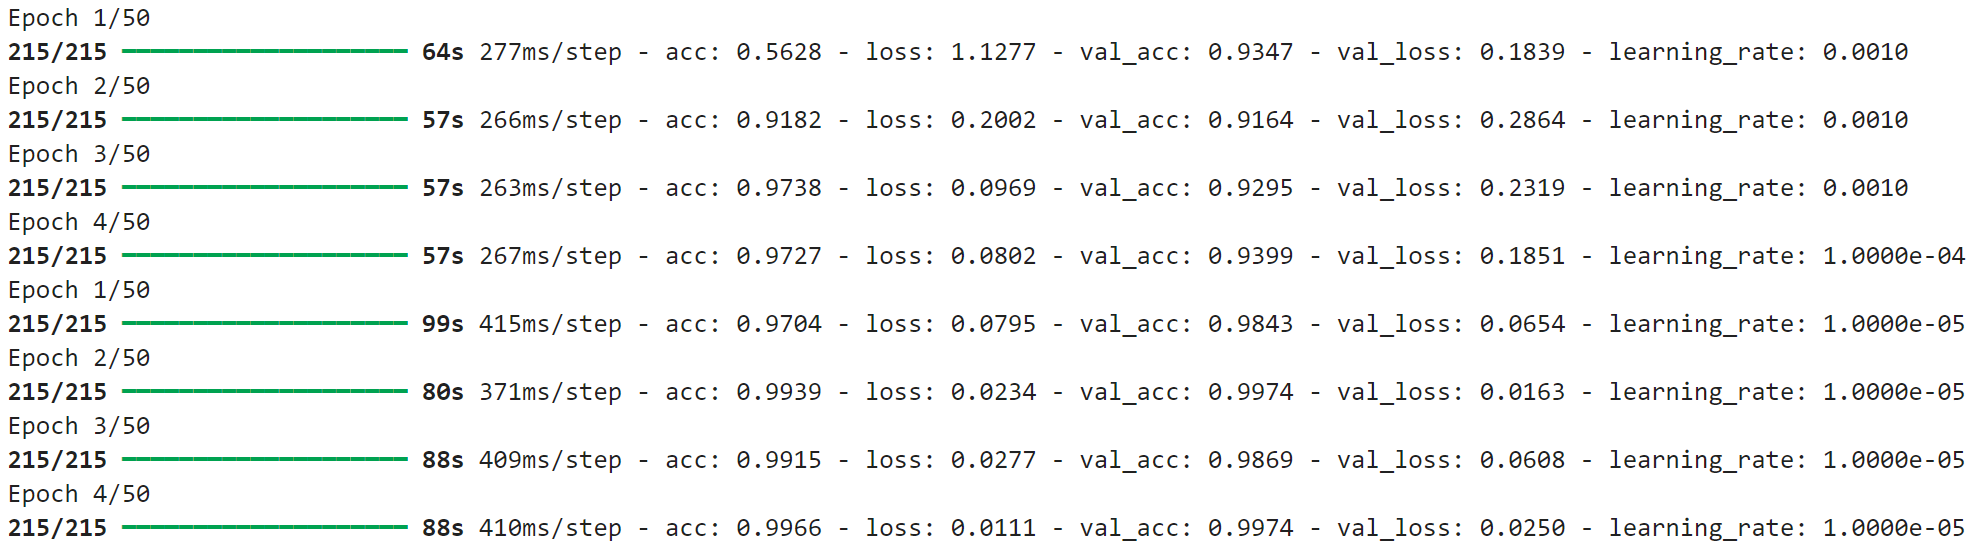 Epoch 1/50
215/215 ━━━━━━━━━━━━━━━━━━━━ 64s 277ms/step - acc: 0.5628 - loss: 1.1277 - val_acc: 0.9347 - val_loss: 0.1839 - learning_rate: 0.0010
Epoch 2/50
215/215 ━━━━━━━━━━━━━━━━━━━━ 57s 266ms/step - acc: 0.9182 - loss: 0.2002 - val_acc: 0.9164 - val_loss: 0.2864 - learning_rate: 0.0010
Epoch 3/50
215/215 ━━━━━━━━━━━━━━━━━━━━ 57s 263ms/step - acc: 0.9738 - loss: 0.0969 - val_acc: 0.9295 - val_loss: 0.2319 - learning_rate: 0.0010
Epoch 4/50
215/215 ━━━━━━━━━━━━━━━━━━━━ 57s 267ms/step - acc: 0.9727 - loss: 0.0802 - val_acc: 0.9399 - val_loss: 0.1851 - learning_rate: 1.0000e-04
Epoch 1/50
215/215 ━━━━━━━━━━━━━━━━━━━━ 99s 415ms/step - acc: 0.9704 - loss: 0.0795 - val_acc: 0.9843 - val_loss: 0.0654 - learning_rate: 1.0000e-05
Epoch 2/50
215/215 ━━━━━━━━━━━━━━━━━━━━ 80s 371ms/step - acc: 0.9939 - loss: 0.0234 - val_acc: 0.9974 - val_loss: 0.0163 - learning_rate: 1.0000e-05
Epoch 3/50
215/215 ━━━━━━━━━━━━━━━━━━━━ 88s 409ms/step - acc: 0.9915 - loss: 0.0277 - val_acc: 0.9869 - val_loss: 0.0608 - learning_rate: 1.0000e-05
Epoch 4/50
215/215 ━━━━━━━━━━━━━━━━━━━━ 88s 410ms/step - acc: 0.9966 - loss: 0.0111 - val_acc: 0.9974 - val_loss: 0.0250 - learning_rate: 1.0000e-05